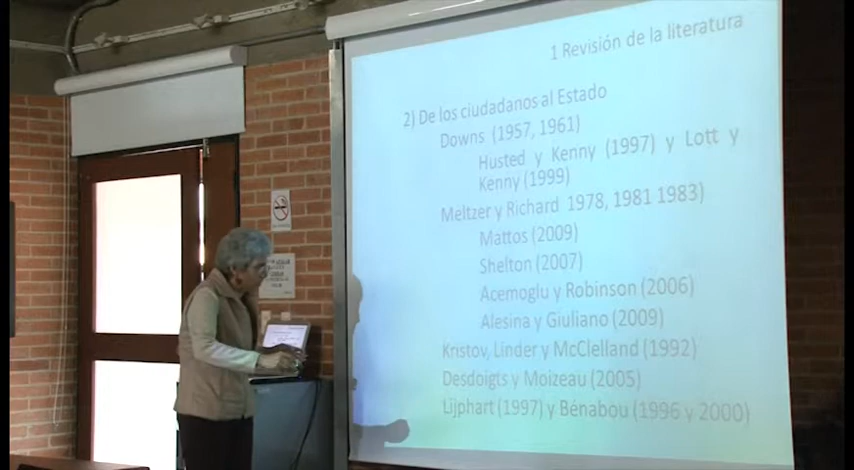 1 Revisión de la literatura
2) De los ciudadanos al Estado
Downs (1957, 1961)
Husted y Kenny (1997) y Lott y
Kenny (1999)
Meltzer y Richard 1978, 1981 1983)
Mattos (2009)
Shelton (2007)
Acemoglu y Robinson (2006)
Alesina y Giuliano (2009)
Kristov, Linder y McClelland (1992)
Desdoigts y Moizeau (2005)
Lijphart (1997) y Bénabou (1996 y 2000)